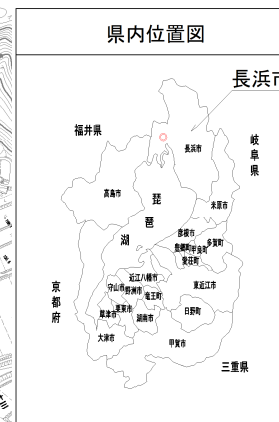 県内位置図
長浜市
福井県
長浜市
岐阜県
高島市
琵琶湖
米原市
彦根市
多賀町
豊郷町
甲良町
愛荘町
京都府
近江八幡市
東近江市
守山市
野洲市
竜王町
草津市
栗東市
湖南市
日野町
大津市
甲賀市
三重県